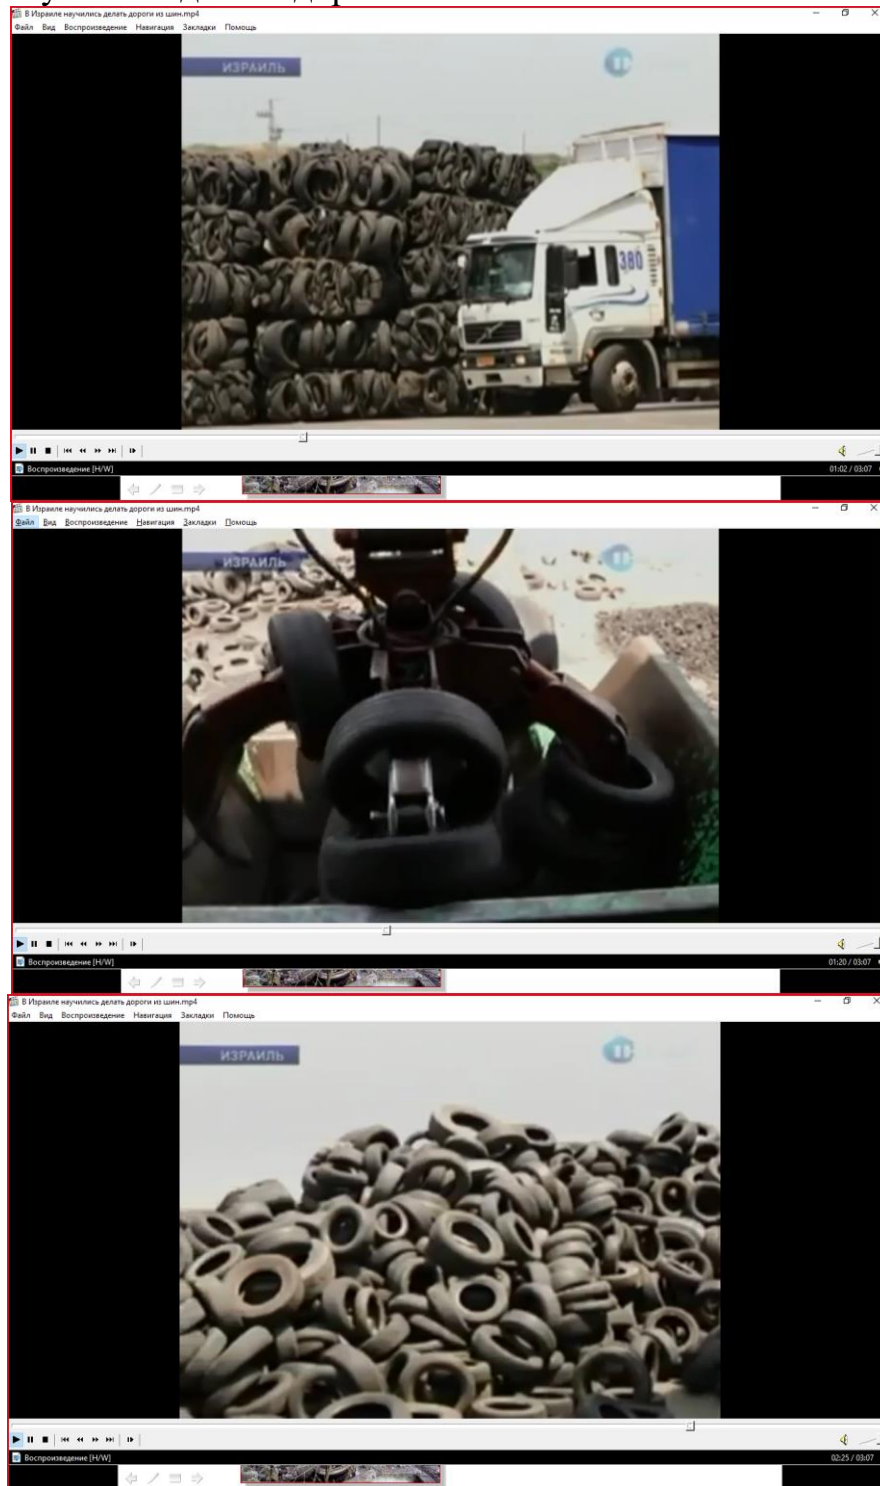 В Израиле научились делать дороги из шин.mp4
Файл Вид Воспроизведение Навигация Закладки Помощь
ИЗРАИЛЬ
380
Воспроизведение [H/W]
01:02 / 03:07
В Израиле научились делать дороги из шин.mp4
Файл Вид Воспроизведение Навигация Закладки Помощь
ИЗРАИЛЬ
Воспроизведение [H/W]
01:20 / 03:07
В Израиле научились делать дороги из шин.mp4
Файл Вид Воспроизведение Навигация Закладки Помощь
ИЗРАИЛЬ
Воспроизведение [H/W]
02:25 / 03:07